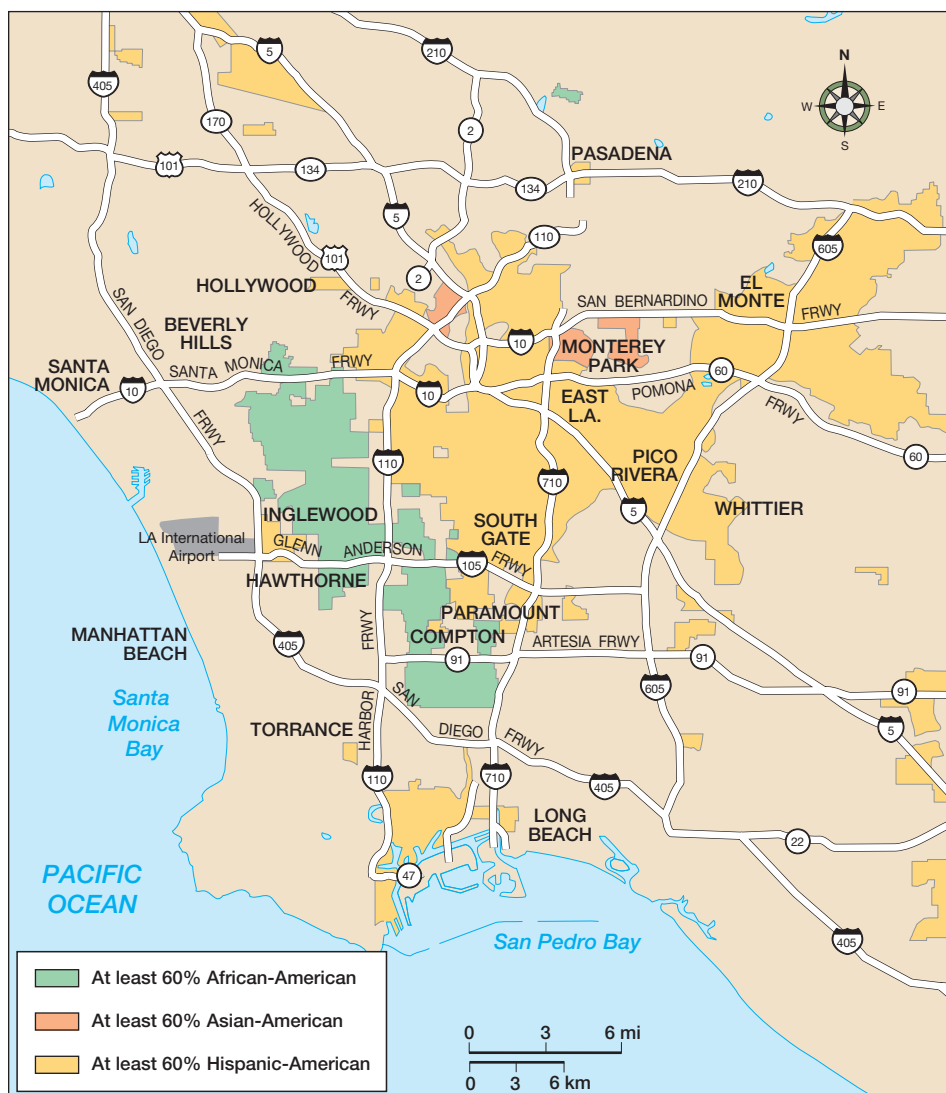 5
210
405
N
W
E
S
170
2
101
134
PASADENA
134
210
5
HOLLYWOOD
110
605
101
2
HOLLYWOOD
FRWY
EL
MONTE
SAN BERNARDINO
FRWY
SAN DIEGO
FRWY
BEVERLY
HILLS
10
MONTEREY
PARK
SANTA
MONICA
SANTA MONICA
FRWY
10
10
60
POMONA
FRWY
EAST
L.A.
60
110
PICO
RIVERA
710
5
WHITTIER
INGLEWOOD
SOUTH
GATE
LA International
Airport
GLENN
ANDERSON
FRWY
105
HAWTHORNE
PARAMOUNT
FRWY
COMPTON
ARTESIA FRWY
MANHATTAN
BEACH
405
91
91
605
91
Santa
Monica
Bay
SAN
DIEGO
FRWY
TORRANCE
HARBOR
5
110
710
405
LONG
BEACH
22
PACIFIC
OCEAN
47
San Pedro Bay
405
At least 60% African-American
At least 60% Asian-American
At least 60% Hispanic-American
0 3 6 mi
0 3 6 km